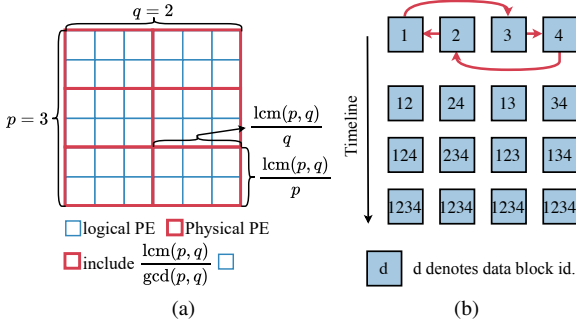 q = 2
p = 3
lcm(p, q)
q
lcm(p, q)
p
logical PE Physical PE
include lcm(p, q)
gcd(p, q)
(a)
1 2 3 4
Timeline
12 24 13 34
124 234 123 134
1234 1234 1234 1234
d d denotes data block id.
(b)